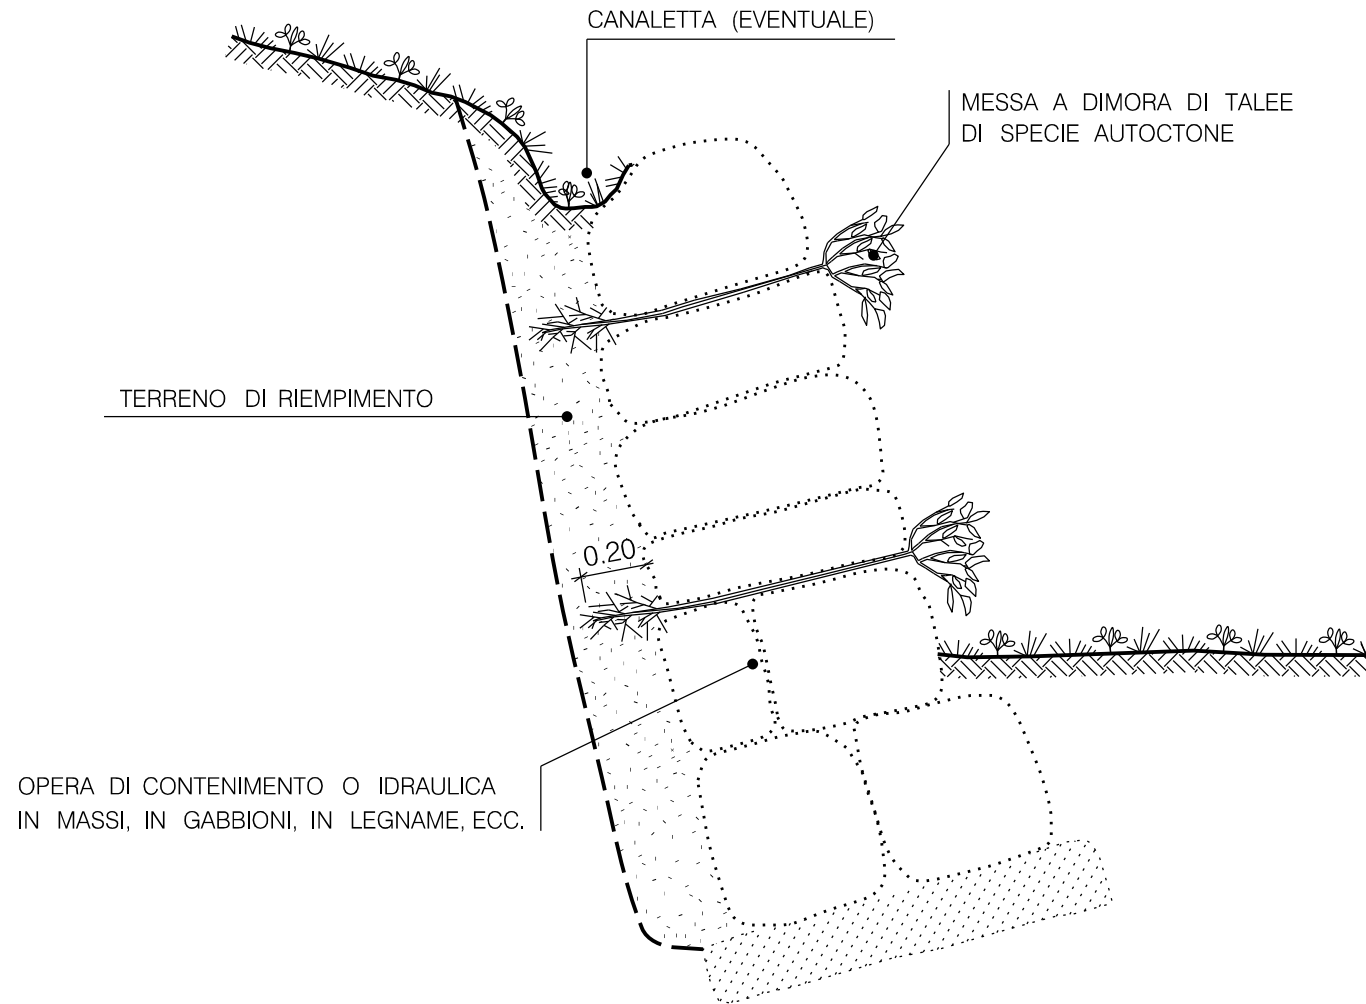 CANALETTA (EVENTUALE)
MESSA A DIMORA DI TALEE
DI SPECIE AUTOCTONE
TERRENO DI RIEMPIMENTO
0.20
OPERA DI CONTENIMENTO O IDRAULICA
IN MASSI, IN GABBIONI, IN LEGNAME, ECC.